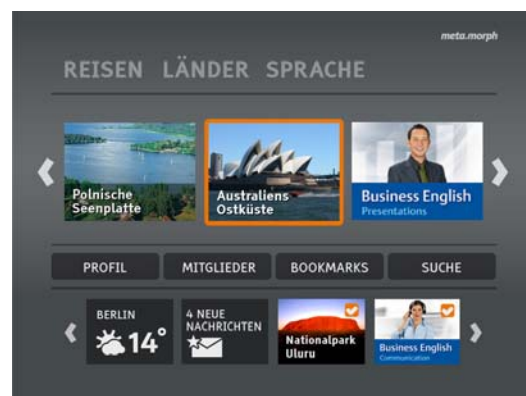 meta.morph
REISEN LÄNDER SPRACHE
Polnische
Seenplatte
Australiens
Ostküste
Business English
Presentations
PROFIL MITGLIEDER BOOKMARKS SUCHE
BERLIN
14°
4 NEUE
NACHRICHTEN
Nationalpark
Uluru
Business English
Communication